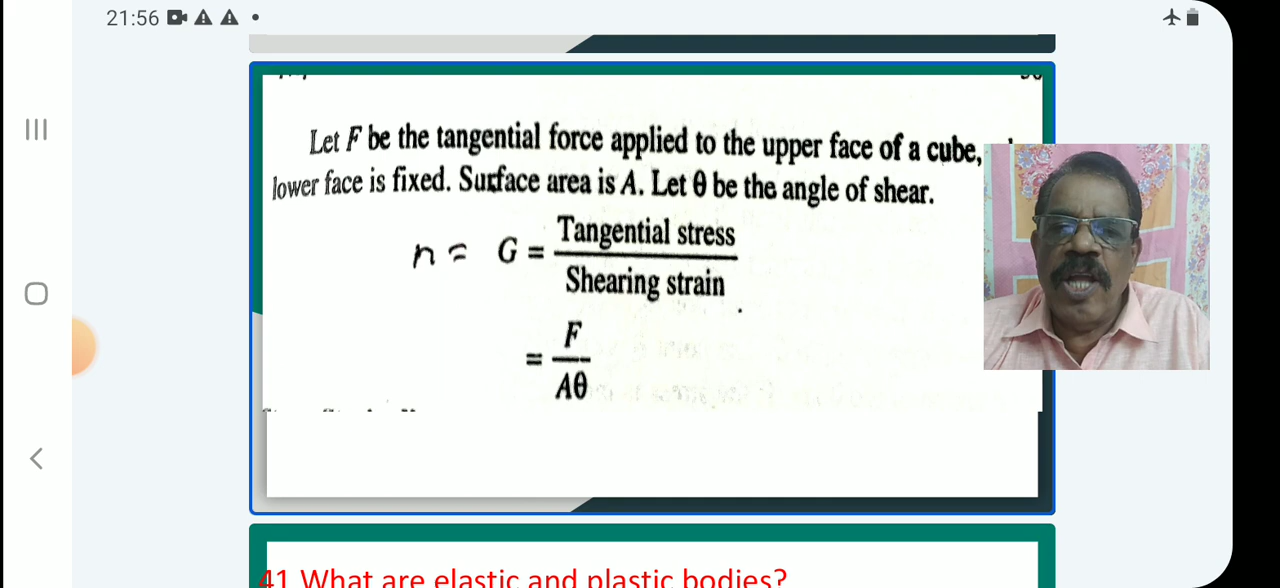 21:56
Let F be the tangential force applied to the upper face of a cube,
lower face is fixed. Surface area is A. Let θ be the angle of shear.
n = G = Tangential stress
Shearing strain
= F
Aθ
41 What are elastic and plastic bodies?